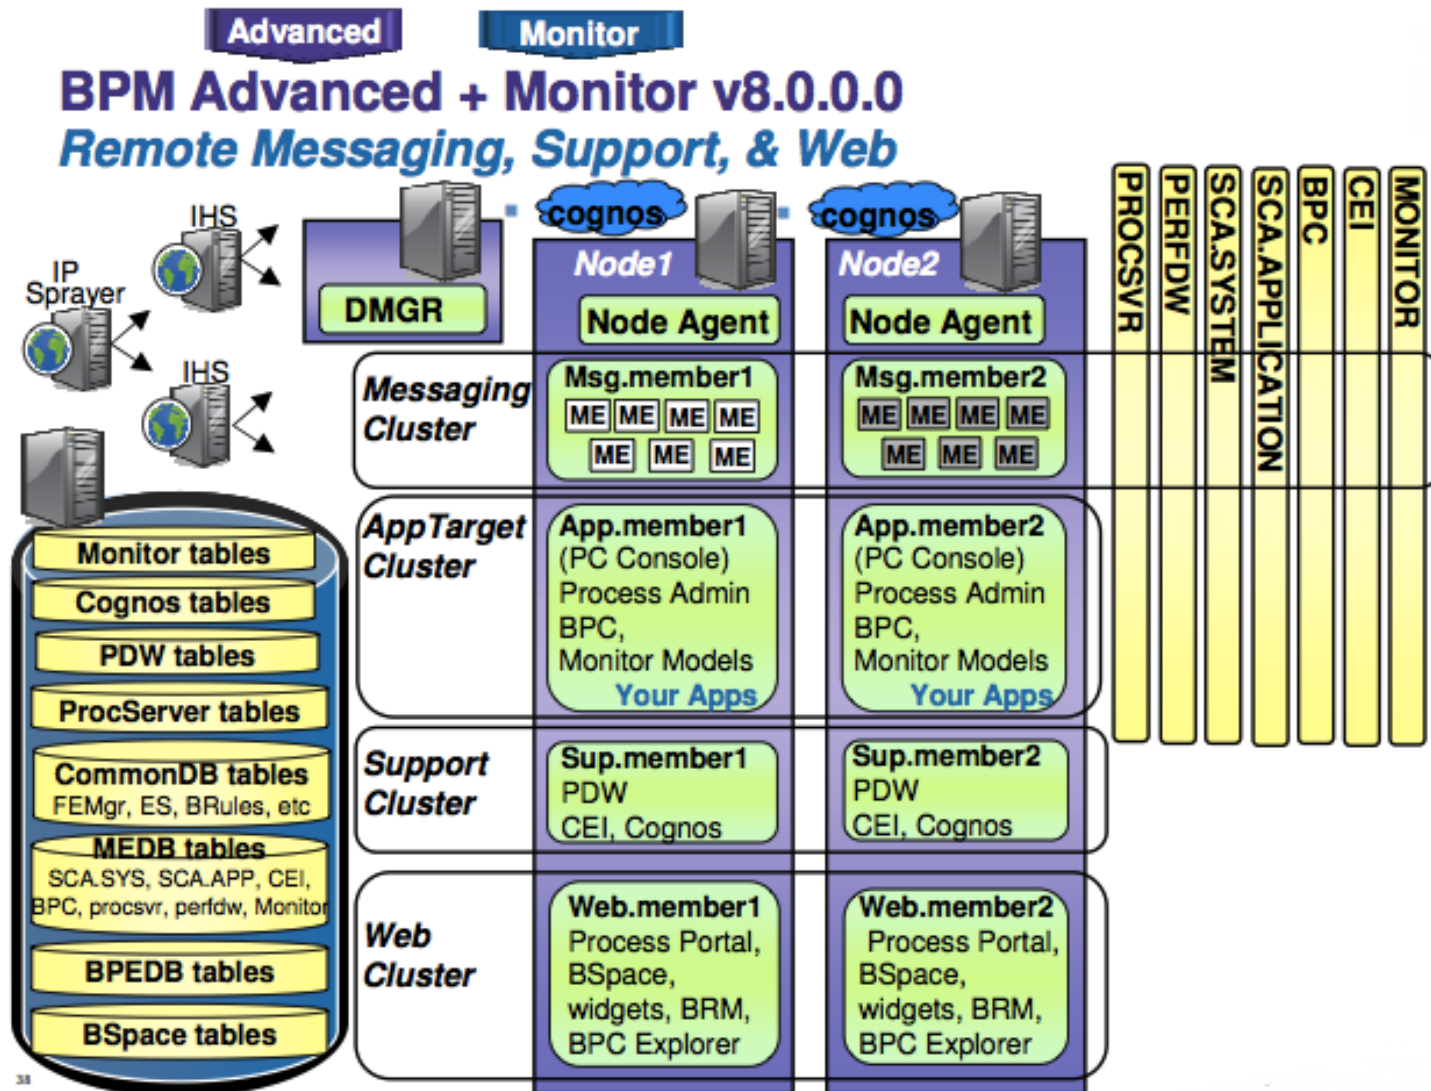 Advanced
Monitor
BPM Advanced + Monitor v8.0.0.0
Remote Messaging, Support, & Web
IHS
IP
Sprayer
IHS
DMGR
cognos
Node1
Node Agent
cognos
Node2
Node Agent
PROCSVR
PERFDW
SCA.SYSTEM
SCA.APPLICATION
BPC
CEI
MONITOR
Messaging
Cluster
Msg.member1
ME ME ME ME
ME ME ME
Msg.member2
ME ME ME ME
ME ME ME
AppTarget
Cluster
App.member1
(PC Console)
Process Admin
BPC,
Monitor Models
Your Apps
App.member2
(PC Console)
Process Admin
BPC,
Monitor Models
Your Apps
Support
Cluster
Sup.member1
PDW
CEI, Cognos
Sup.member2
PDW
CEI, Cognos
Web
Cluster
Web.member1
Process Portal,
BSpace,
widgets, BRM,
BPC Explorer
Web.member2
Process Portal,
BSpace,
widgets, BRM,
BPC Explorer
Monitor tables
Cognos tables
PDW tables
ProcServer tables
CommonDB tables
FEMgr, ES, BRules, etc
MEDB tables
SCA.SYS, SCA.APP, CEI,
BPC, procsvr, perfdw, Monitor
BPEDB tables
BSpace tables
38